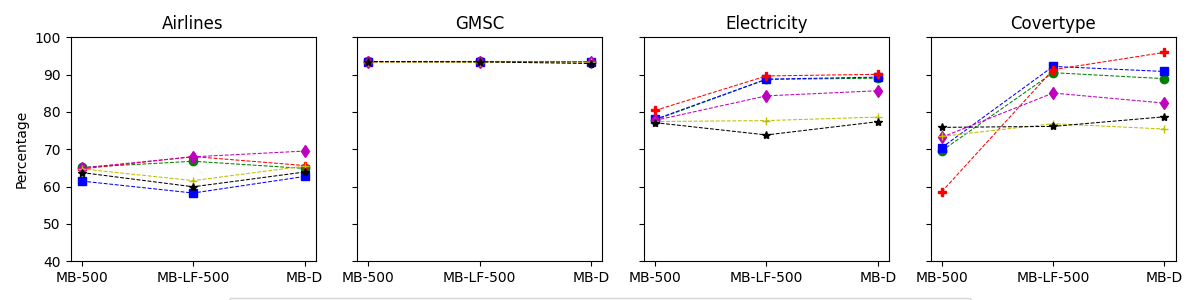 Airlines GMSC Electricity Covertype
100
90
80
70
60
50
40
Percentage
MB-500 MB-LF-500 MB-D MB-500 MB-LF-500 MB-D MB-500 MB-LF-500 MB-D MB-500 MB-LF-500 MB-D